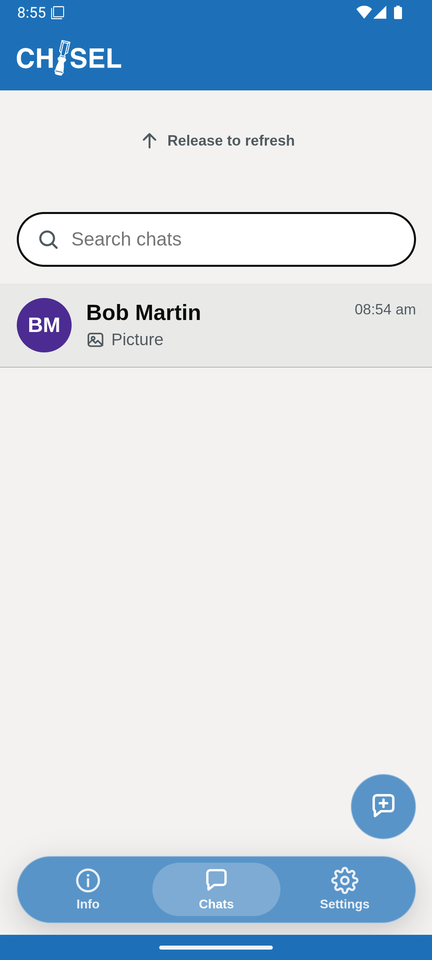 8:55
CHISEL
Release to refresh
Search chats
BM
Bob Martin
08:54 am
Picture
Info
Chats
Settings